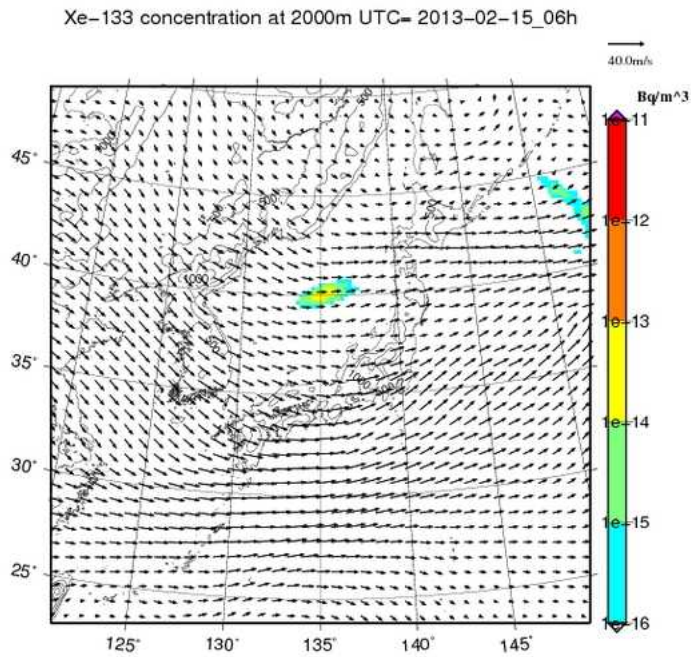 Xe-133 concentration at 2000m UTC= 2013-02-15_06h
40.0m/s
Bq/m^3
1e-11
45°
1e-12
40°
1000
1e-13
35°
1e-14
30°
1e-15
25°
1e-16
125° 130° 135° 140° 145°